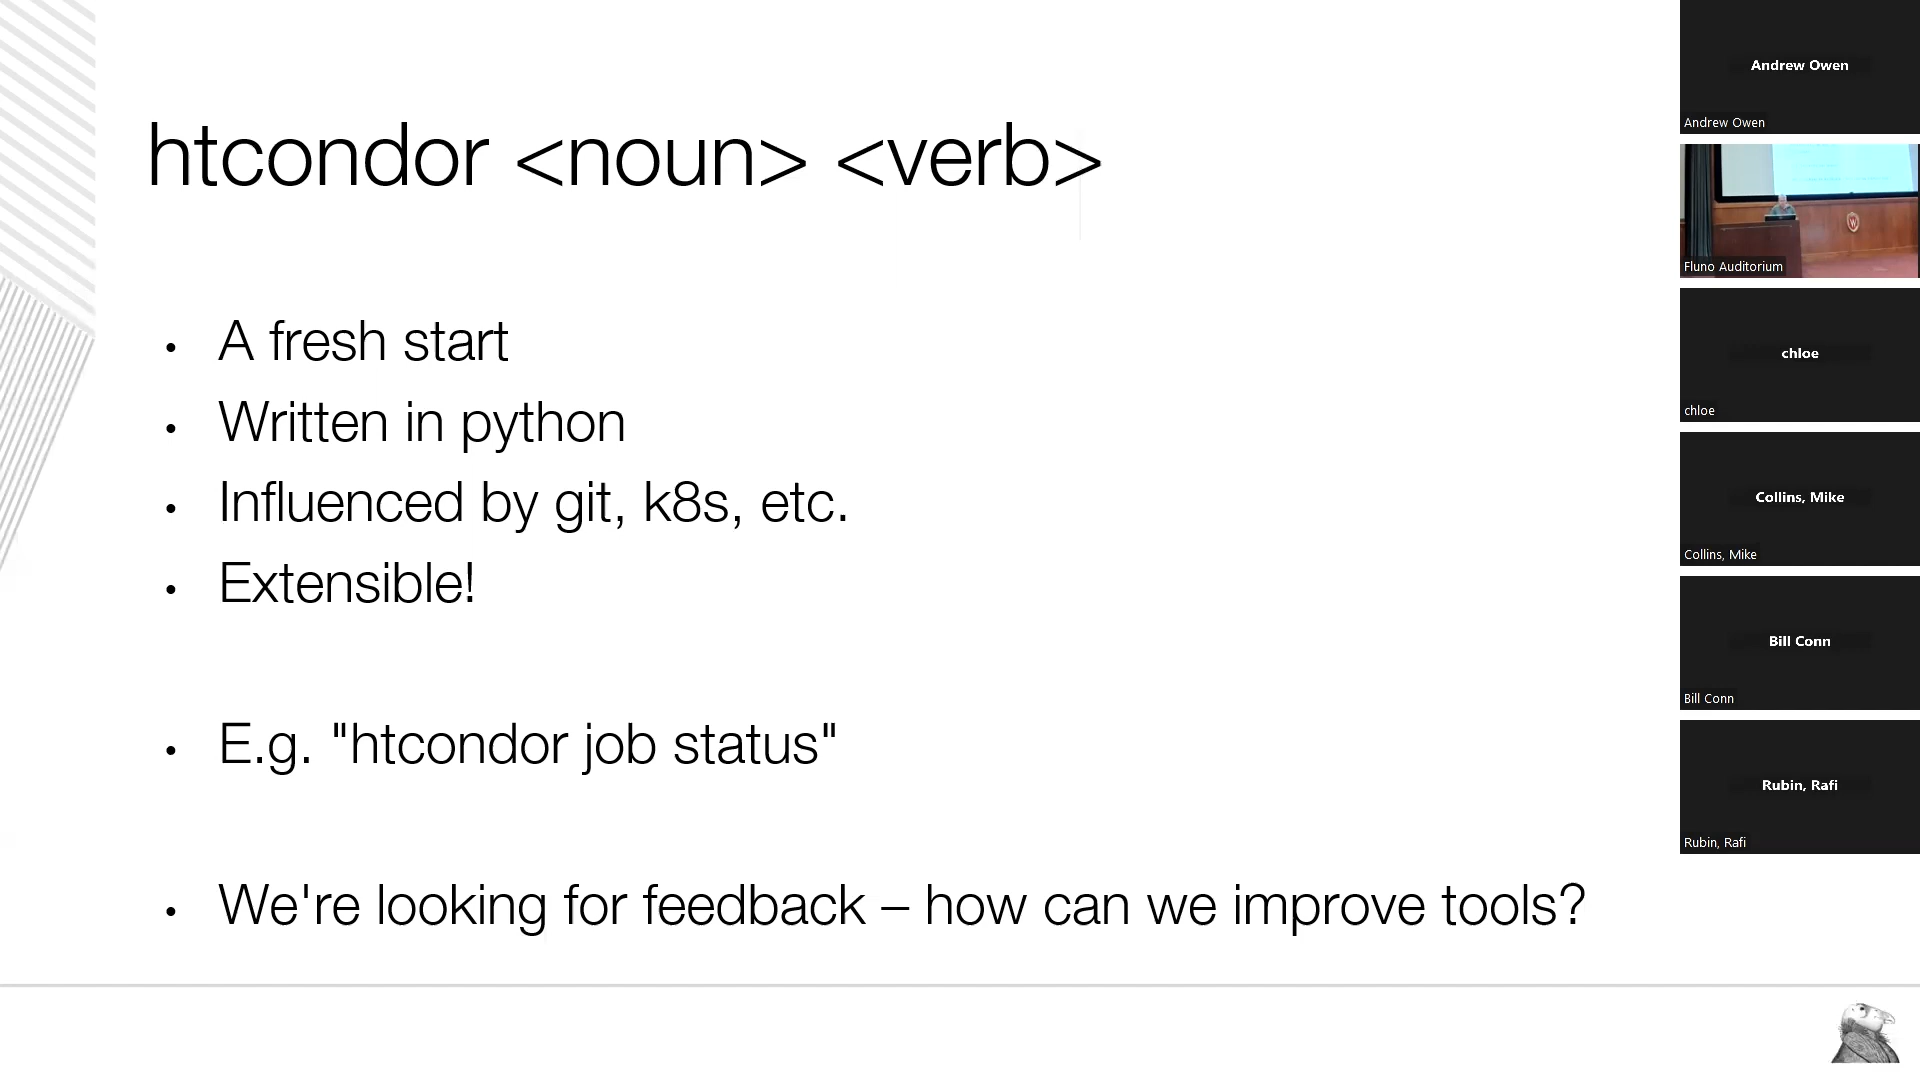 htcondor <noun> <verb>
• A fresh start
• Written in python
• Influenced by git, k8s, etc.
• Extensible!
• E.g. "htcondor job status"
• We're looking for feedback – how can we improve tools?
Andrew Owen
Andrew Owen
W
Fluno Auditorium
chloe
chloe
Collins, Mike
Collins, Mike
Bill Conn
Bill Conn
Rubin, Rafi
Rubin, Rafi